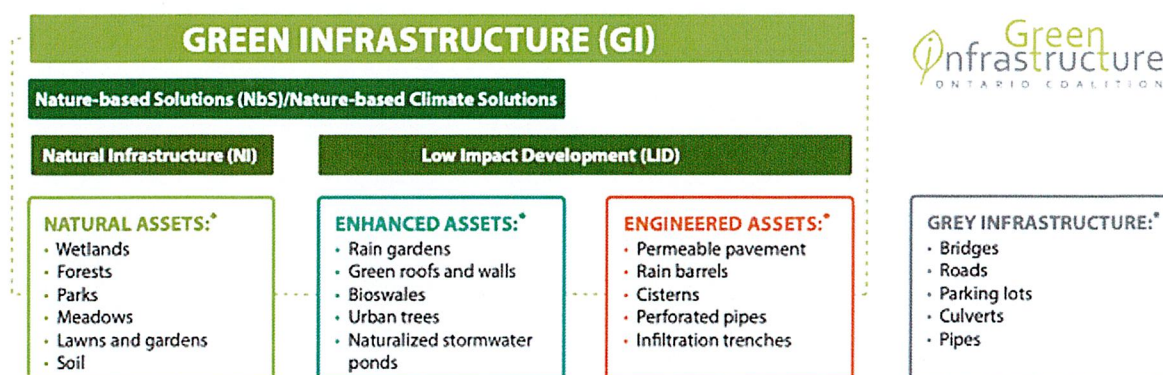 GREEN INFRASTRUCTURE (GI)
Green
infrastructure
ONTARIO COALITION
Nature-based Solutions (NbS)/Nature-based Climate Solutions
Natural Infrastructure (NI)
Low Impact Development (LID)
NATURAL ASSETS:*
• Wetlands
• Forests
• Parks
• Meadows
• Lawns and gardens
• Soil
ENHANCED ASSETS:*
• Rain gardens
• Green roofs and walls
• Bioswales
• Urban trees
• Naturalized stormwater
ponds
ENGINEERED ASSETS:*
• Permeable pavement
• Rain barrels
• Cisterns
• Perforated pipes
• Infiltration trenches
GREY INFRASTRUCTURE:*
• Bridges
• Roads
• Parking lots
• Culverts
• Pipes